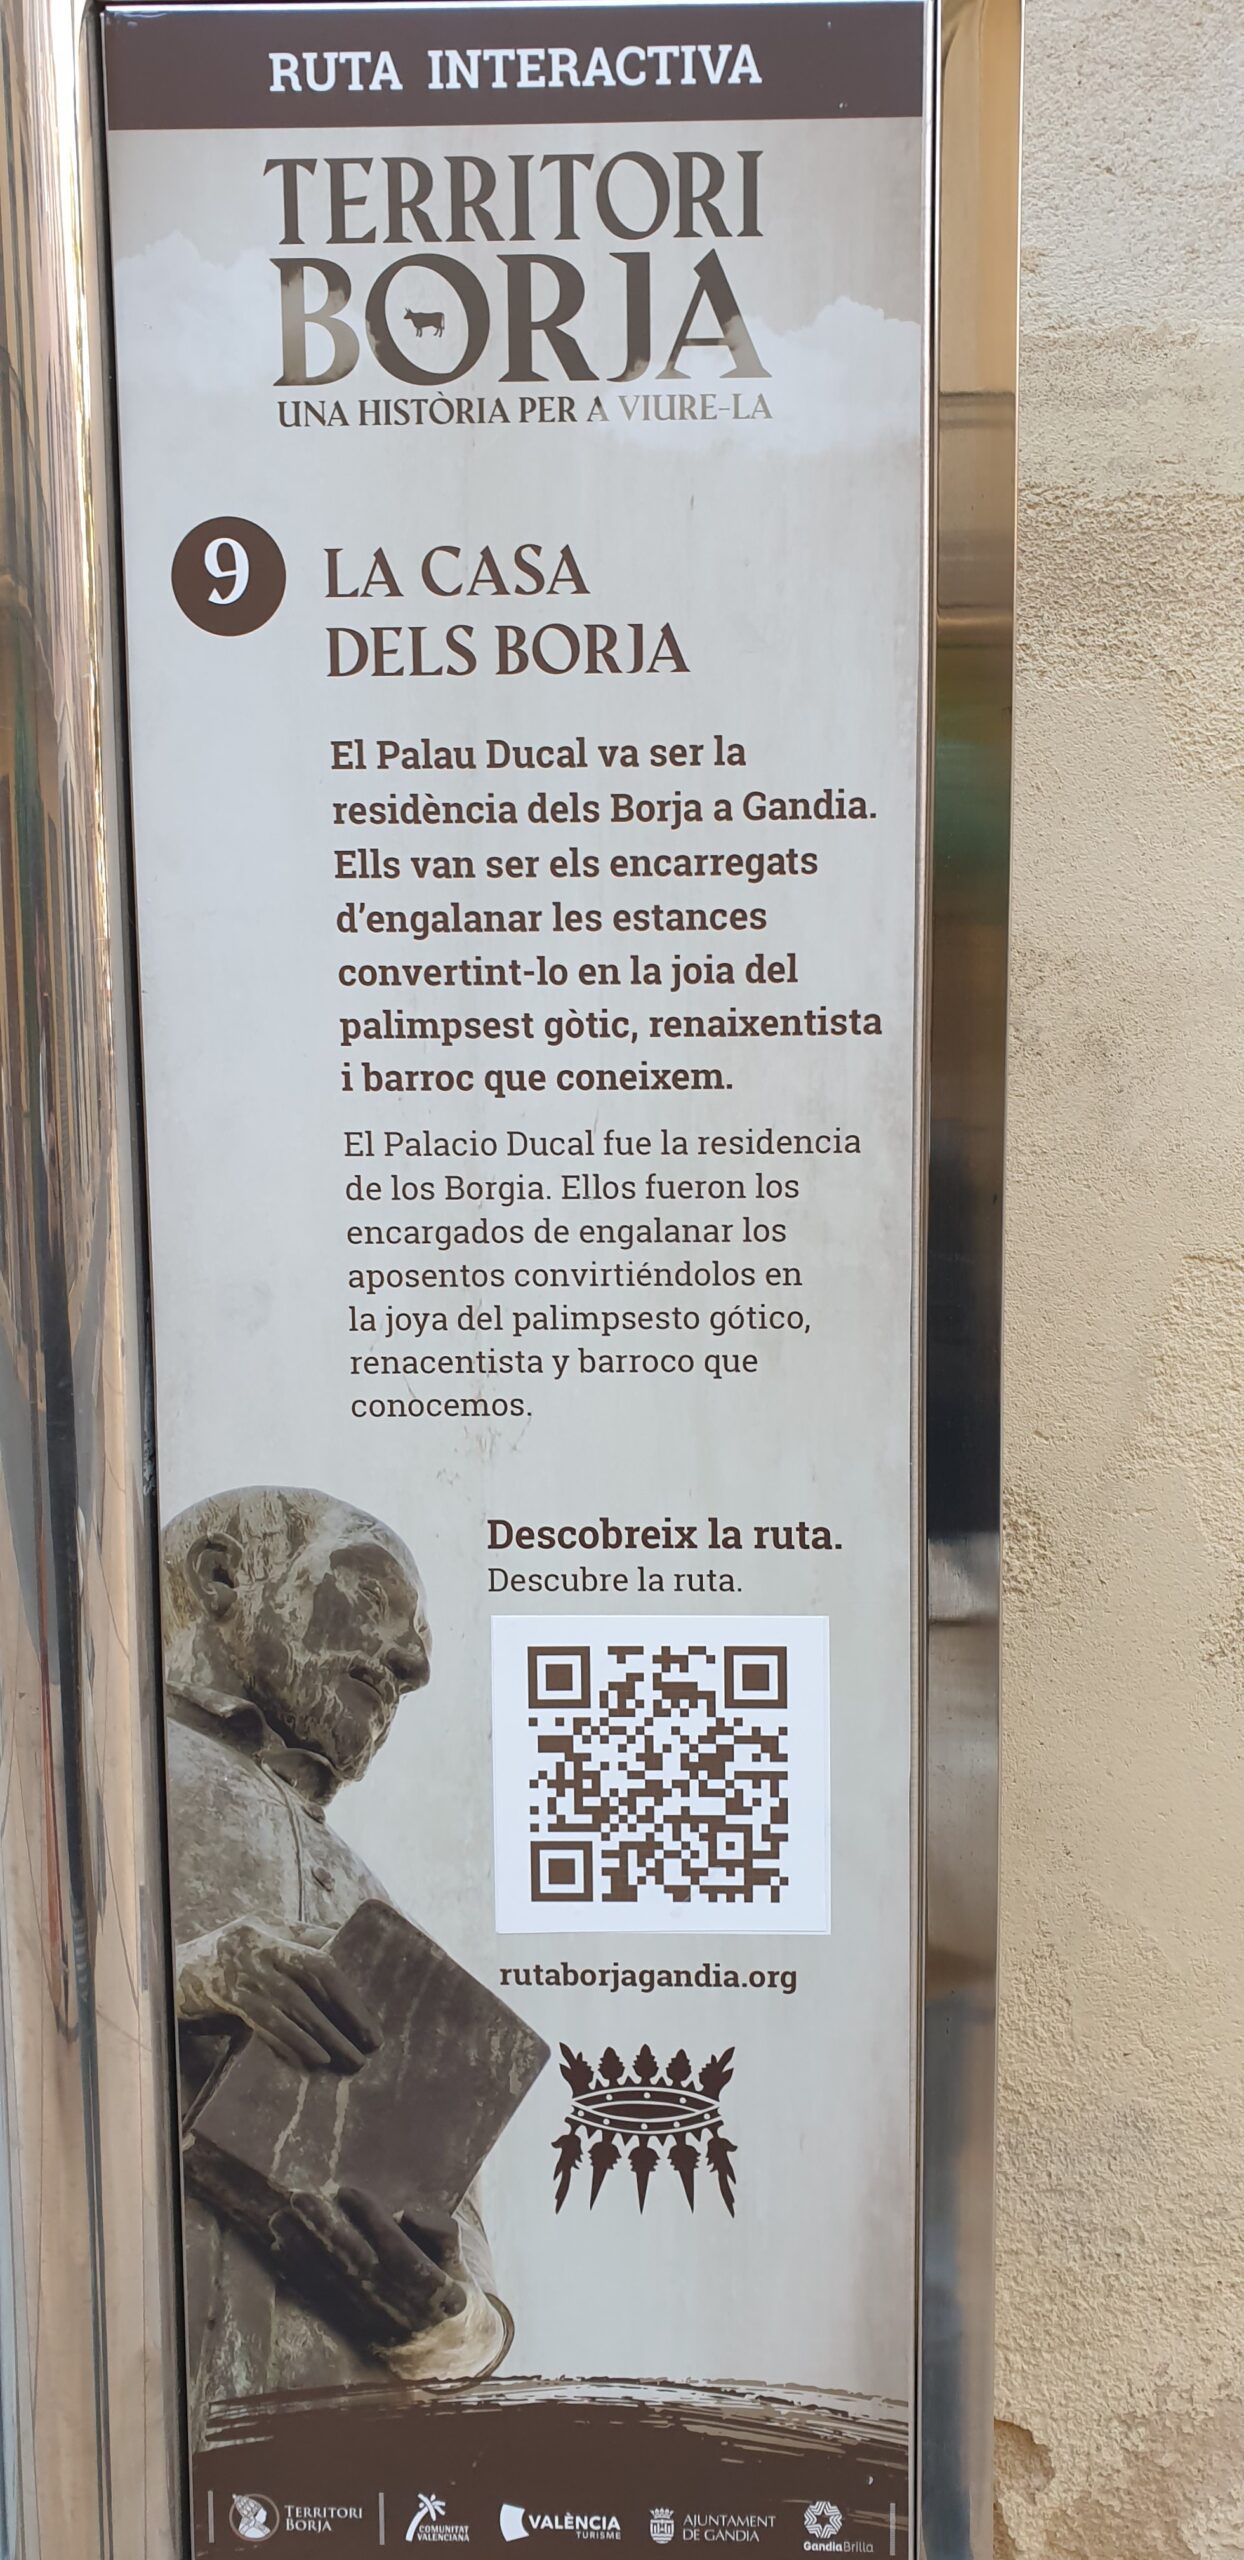 RUTA INTERACTIVA
TERRITORI
BORJA
UNA HISTÒRIA PER A VIURE-LA
9
LA CASA
DELS BORJA
El Palau Ducal va ser la
residència dels Borja a Gandia.
Ells van ser els encarregats
d'engalanar les estances
convertint-lo en la joia del
palimpsest gòtic, renaixentista
i barroc que coneixem.
El Palacio Ducal fue la residencia
de los Borgia. Ellos fueron los
encargados de engalanar los
aposentos convirtiéndolos en
la joya del palimpsesto gótico,
renacentista y barroco que
conocemos.
Descobreix la ruta.
Descubre la ruta.
rutaborjagandia.org
TERRITORI
BORJA
COMUNITAT
VALENCIANA
VALÈNCIA
TURISME
AJUNTAMENT
DE GANDIA
GandiaBrilla